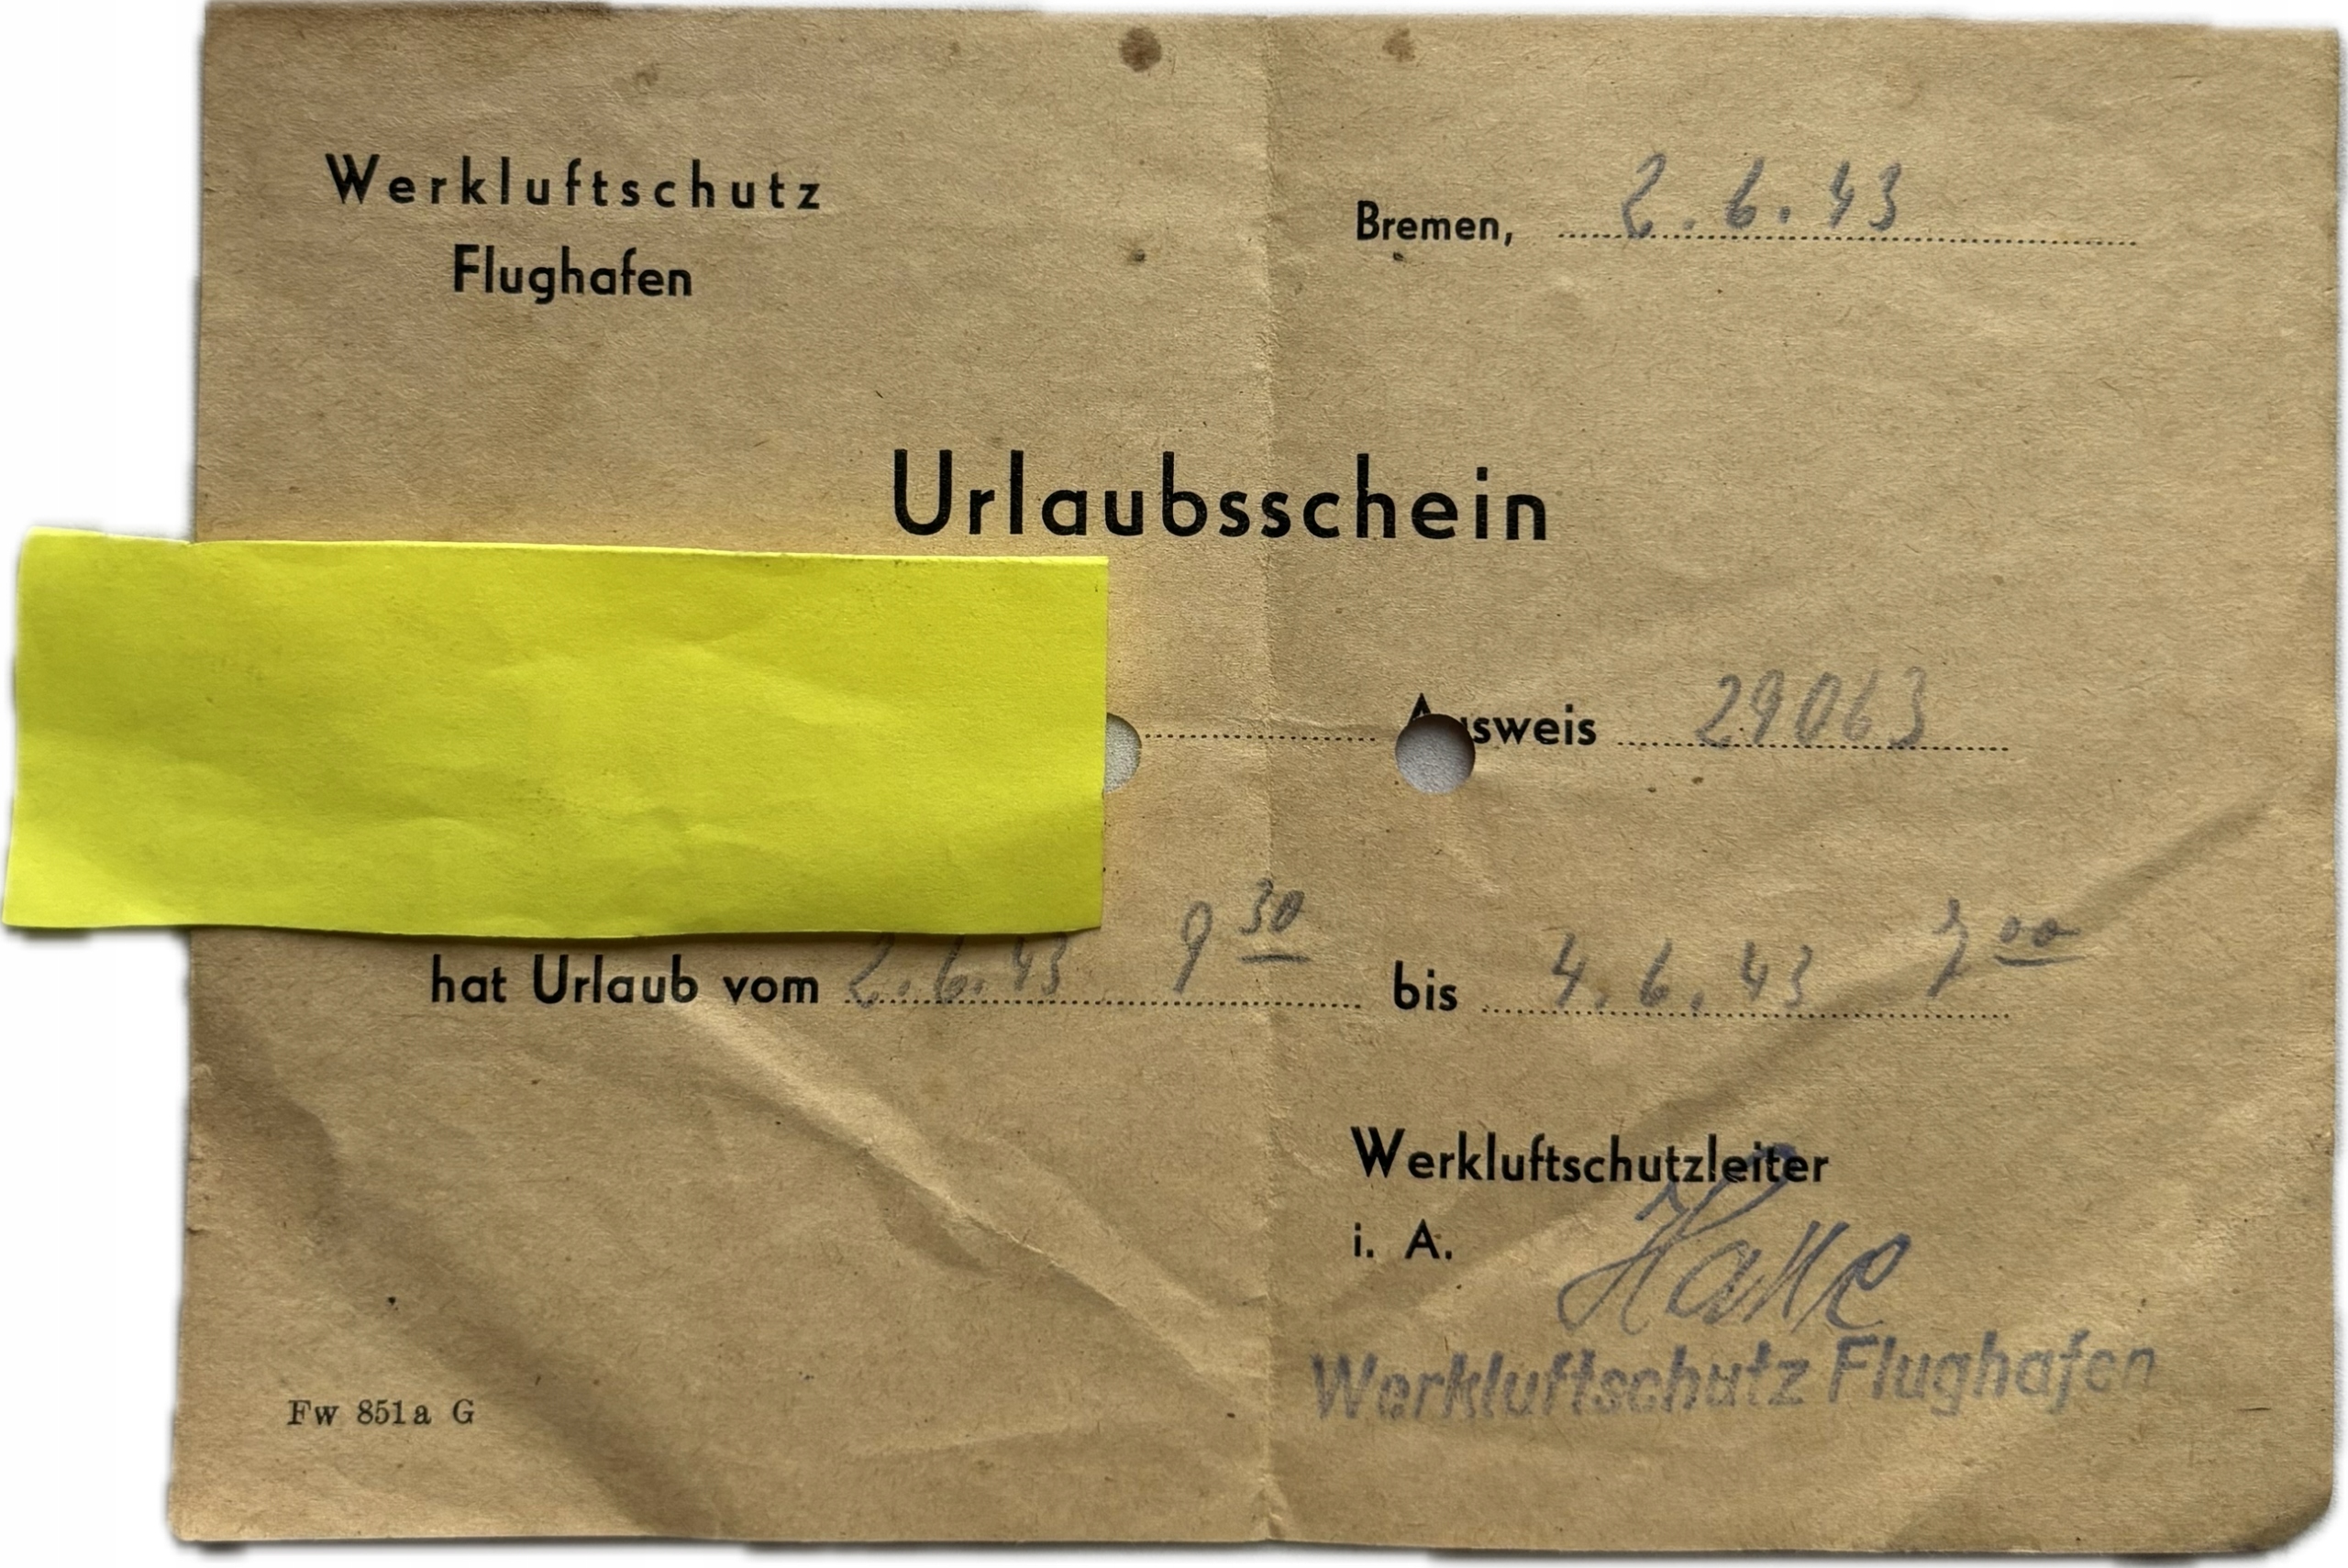 Werkluftschutz
Flughafen
Bremen, 2.6.43
Urlaubsschein
Ausweis 29063
hat Urlaub vom 2.6.43 9 30 bis 4.6.43 7 00
Werkluftschutzleiter
i. A.
Werkluftschutz Flughafen
Fw 851a G